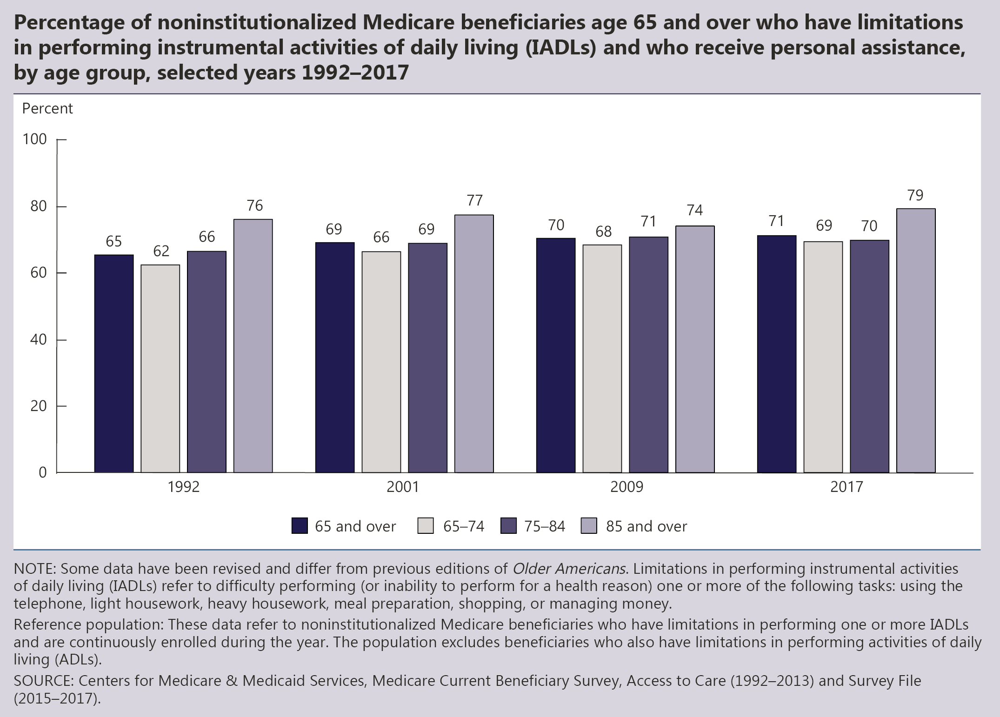 Percentage of noninstitutionalized Medicare beneficiaries age 65 and over who have limitations
in performing instrumental activities of daily living (IADLs) and who receive personal assistance,
by age group, selected years 1992–2017
Percent
100
80
60
40
20
0
65
62
66
76
69
66
69
77
70
68
71
74
71
69
70
79
1992
2001
2009
2017
65 and over
65–74
75–84
85 and over
NOTE: Some data have been revised and differ from previous editions of Older Americans. Limitations in performing instrumental activities
of daily living (IADLs) refer to difficulty performing (or inability to perform for a health reason) one or more of the following tasks: using the
telephone, light housework, heavy housework, meal preparation, shopping, or managing money.
Reference population: These data refer to noninstitutionalized Medicare beneficiaries who have limitations in performing one or more IADLs
and are continuously enrolled during the year. The population excludes beneficiaries who also have limitations in performing activities of daily
living (ADLs).
SOURCE: Centers for Medicare & Medicaid Services, Medicare Current Beneficiary Survey, Access to Care (1992–2013) and Survey File
(2015–2017).